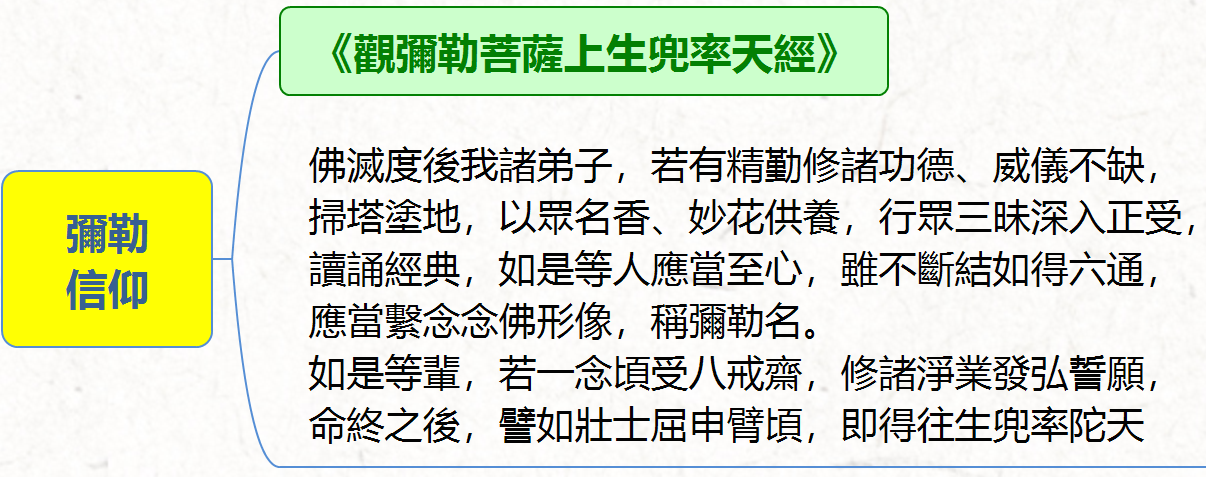 《觀彌勒菩薩上生兜率天經》
彌勒
信仰
佛滅度後我諸弟子，若有精勤修諸功德、威儀不缺，
掃塔塗地，以眾名香、妙花供養，行眾三昧深入正受，
讀誦經典，如是等人應當至心，雖不斷結如得六通，
應當繫念念佛形像，稱彌勒名。
如是等輩，若一念頃受八戒齋，修諸淨業發弘誓願，
命終之後，譬如壯士屈申臂頃，即得往生兜率陀天